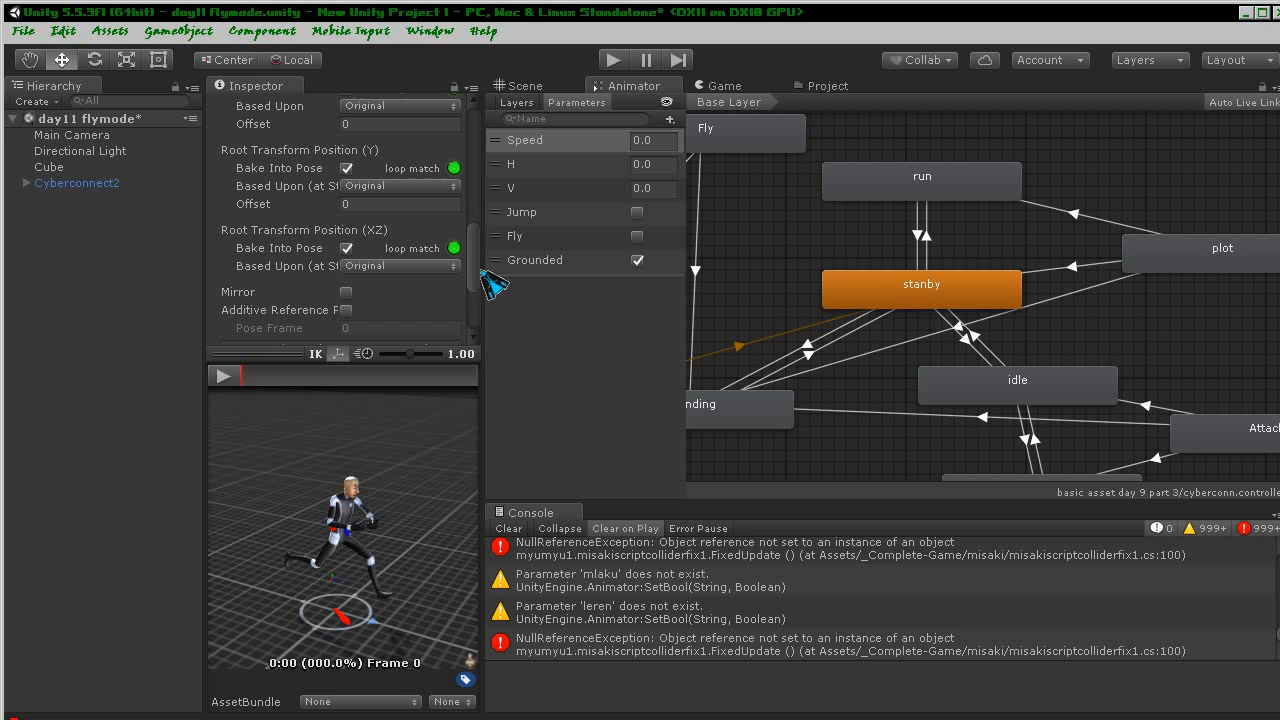 Unity 5.5.3f1 (64bit) - day11 flymode.unity - New Unity Project 1 - PC, Mac & Linux Standalone* <DX11 on DX10 GPU>
File Edit Assets GameObject Component Mobile Input Window Help
Center Local Collab Account Layers Layout
Hierarchy
Create All
day11 flymode*
Main Camera
Directional Light
Cube
Cyberconnect2
Inspector
Based Upon Original
Offset 0
Root Transform Position (Y)
Bake Into Pose loop match
Based Upon (at St Original
Offset 0
Root Transform Position (XZ)
Bake Into Pose loop match
Based Upon (at St Original
Mirror
Additive Reference P
Pose Frame 0
IK 1.00
0:00 (000.0%) Frame 0
AssetBundle None None
Scene Animator Game Project
Layers Parameters Base Layer Auto Live Link
Name
Speed 0.0
H 0.0
V 0.0
Jump
Fly
Grounded
Fly
run
plot
stanby
idle
nding
Attac
basic asset day 9 part 3/cyberconn.controlle
Console
Clear Collapse Clear on Play Error Pause 0 999+ 999+
NullReferenceException: Object reference not set to an instance of an object
myumyu1.misakiscriptcolliderfix1.FixedUpdate () (at Assets/_Complete-Game/misaki/misakiscriptcolliderfix1.cs:100)
Parameter 'mlaku' does not exist.
UnityEngine.Animator:SetBool(String, Boolean)
Parameter 'leren' does not exist.
UnityEngine.Animator:SetBool(String, Boolean)
NullReferenceException: Object reference not set to an instance of an object
myumyu1.misakiscriptcolliderfix1.FixedUpdate () (at Assets/_Complete-Game/misaki/misakiscriptcolliderfix1.cs:100)